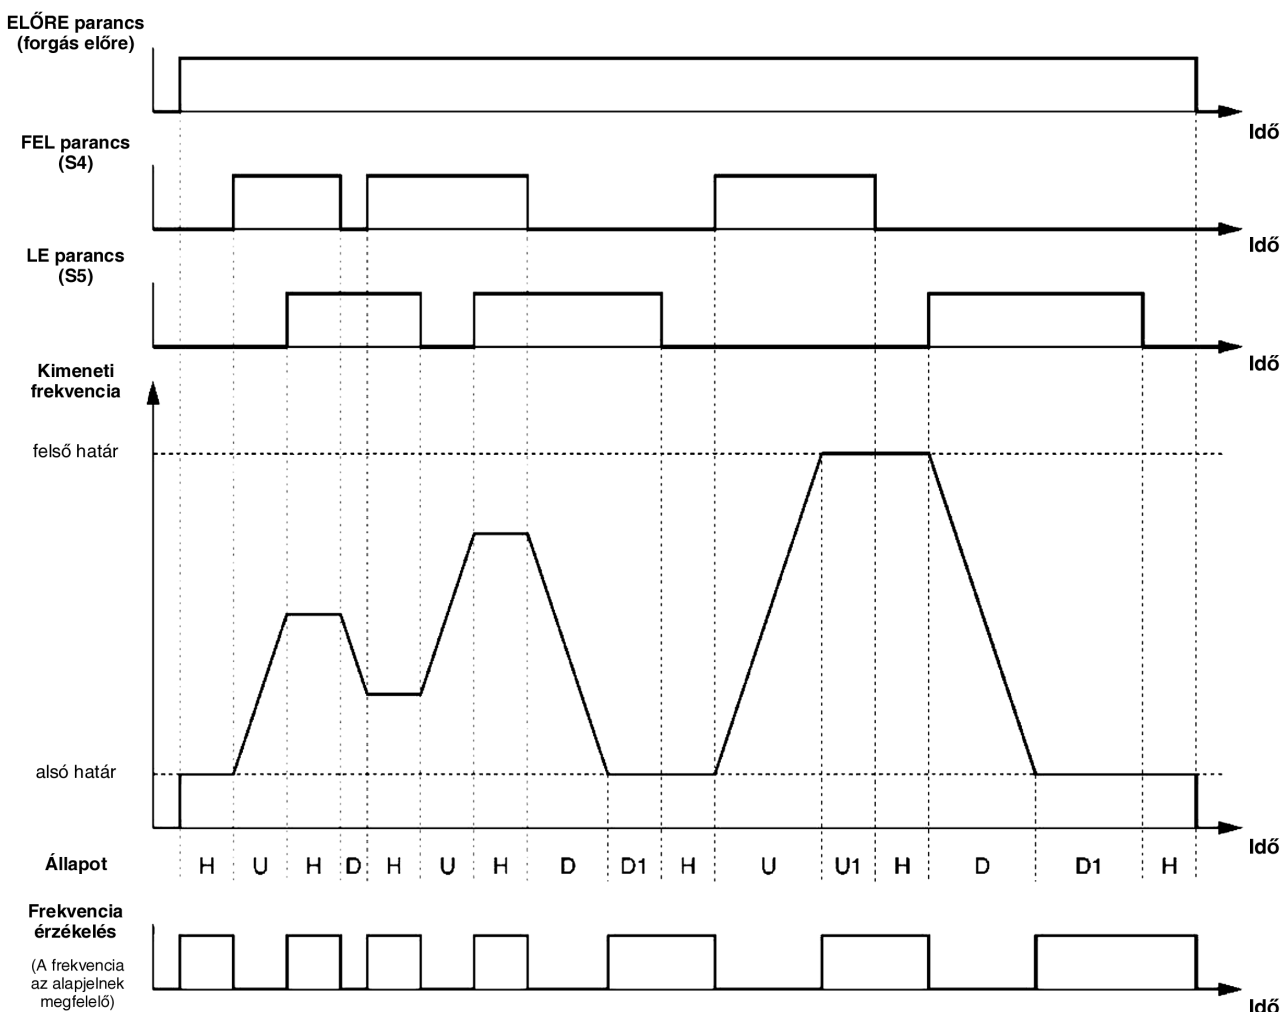 ELŐRE parancs
(forgás előre)
Idő
FEL parancs
(S4)
Idő
LE parancs
(S5)
Idő
Kimeneti
frekvencia
felső határ
alsó határ
Idő
Állapot
H U H D H U H D D1 H U U1 H D D1 H
Frekvencia
érzékelés
(A frekvencia
az alapjelnek
megfelelő)
Idő